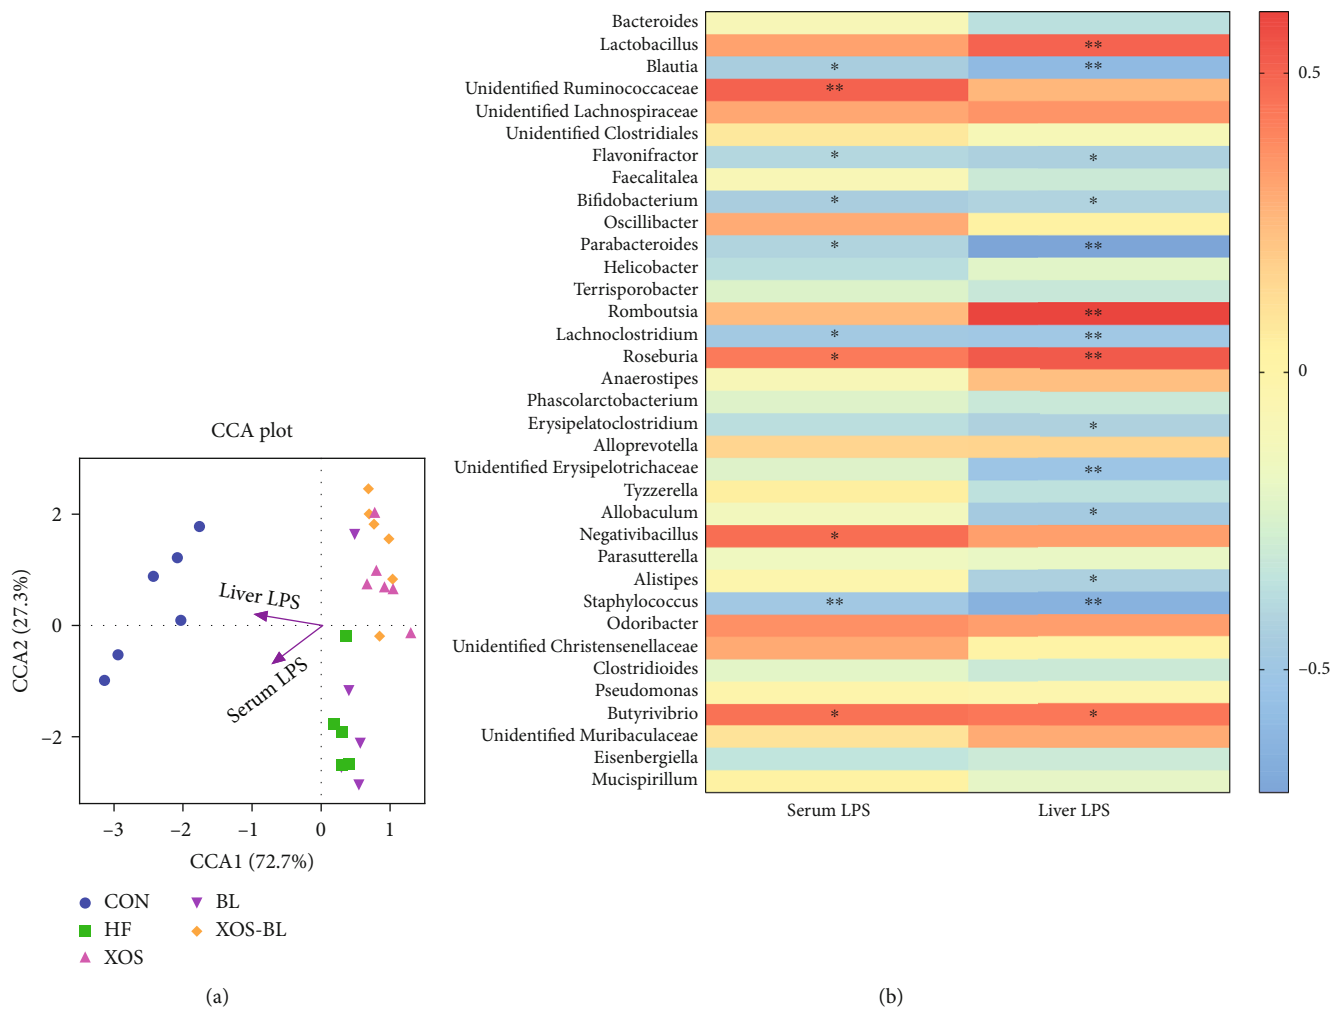 CCA plot
CCA2 (27.3%)
2
0
–2
Liver LPS
Serum LPS
–3
–2
–1
0
1
CCA1 (72.7%)
CON
BL
HF
XOS-BL
XOS
(a)
Bacteroides
Lactobacillus **
Blautia * **
Unidentified Ruminococcaceae **
Unidentified Lachnospiraceae
Unidentified Clostridiales
Flavonifractor * *
Faecalitalea
Bifidobacterium * *
Oscillibacter
Parabacteroides * **
Helicobacter
Terrisporobacter
Romboutsia **
Lachnoclostridium * **
Roseburia * **
Anaerostipes
Phascolarctobacterium
Erysipelatoclostridium *
Alloprevotella
Unidentified Erysipelotrichaceae **
Tyzzerella
Allobaculum *
Negativibacillus *
Parasutterella
Alistipes *
Staphylococcus ** **
Odoribacter
Unidentified Christensenellaceae
Clostridioides
Pseudomonas
Butyrivibrio * *
Unidentified Muribaculaceae
Eisenbergiella
Mucispirillum
Serum LPS
Liver LPS
0.5
0
–0.5
(b)